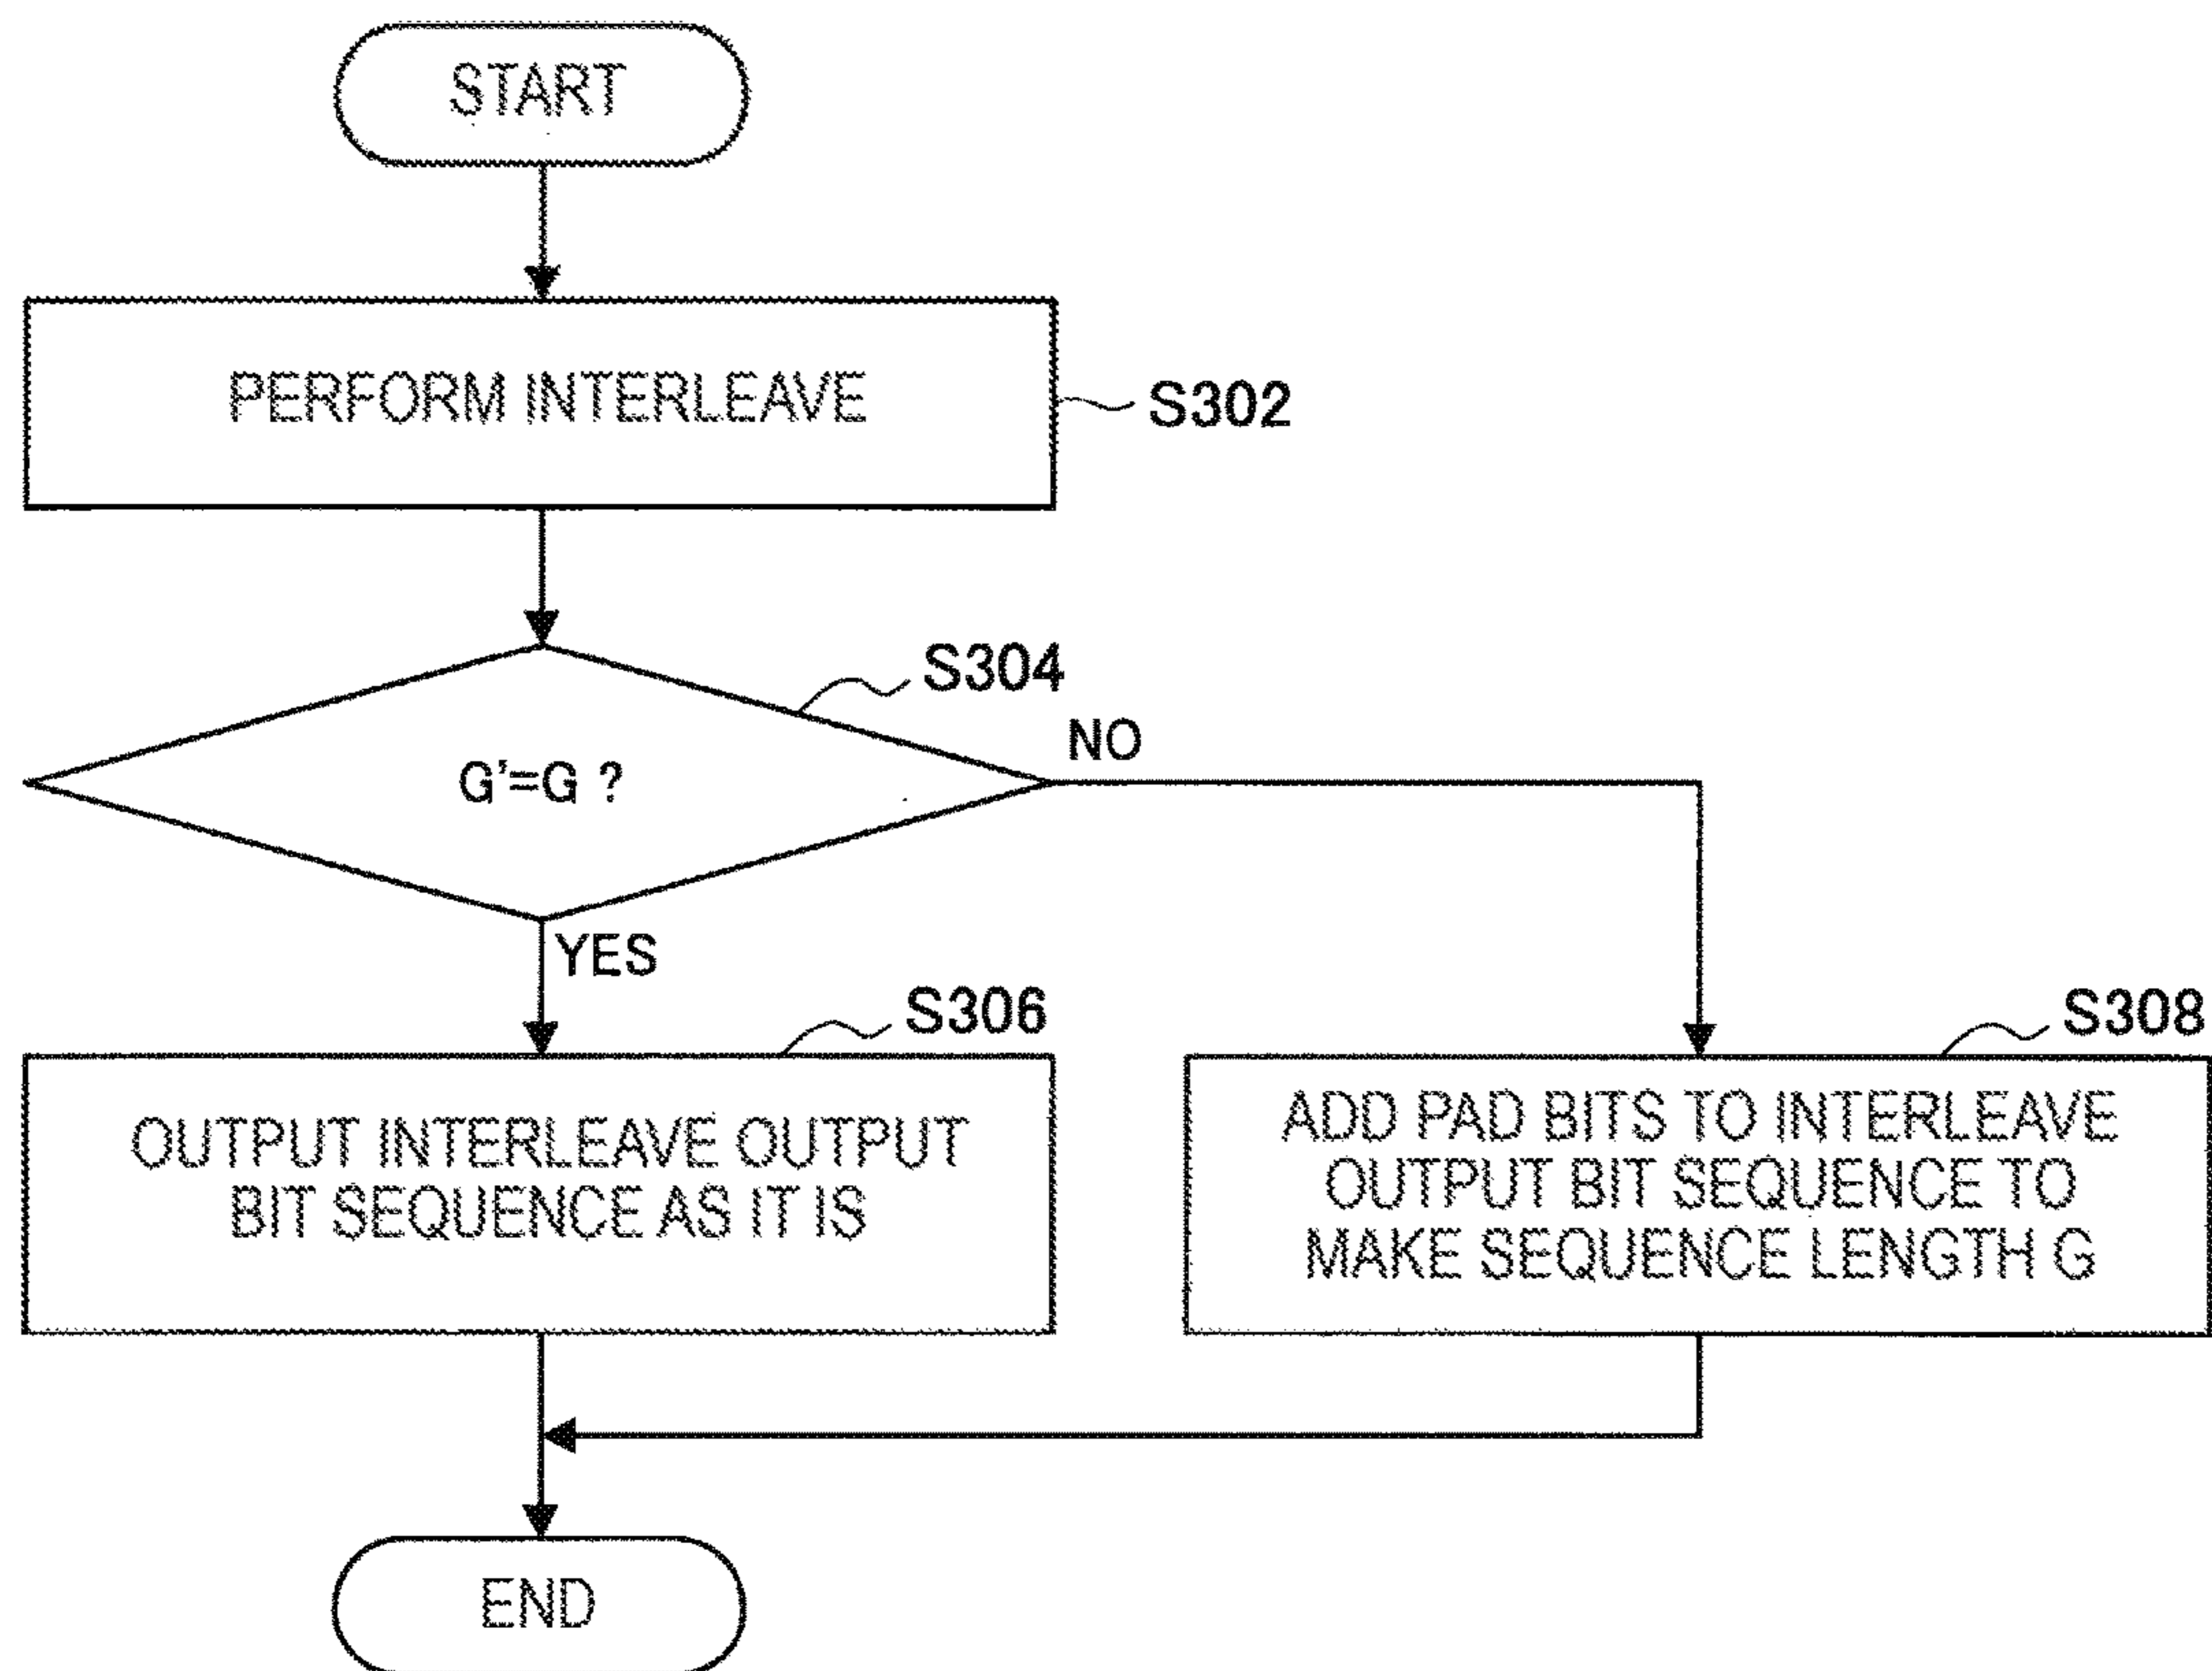 START
PERFORM INTERLEAVE
S302
S304
G'=G ?
NO
YES
S306
OUTPUT INTERLEAVE OUTPUT
BIT SEQUENCE AS IT IS
S308
ADD PAD BITS TO INTERLEAVE
OUTPUT BIT SEQUENCE TO
MAKE SEQUENCE LENGTH G
END